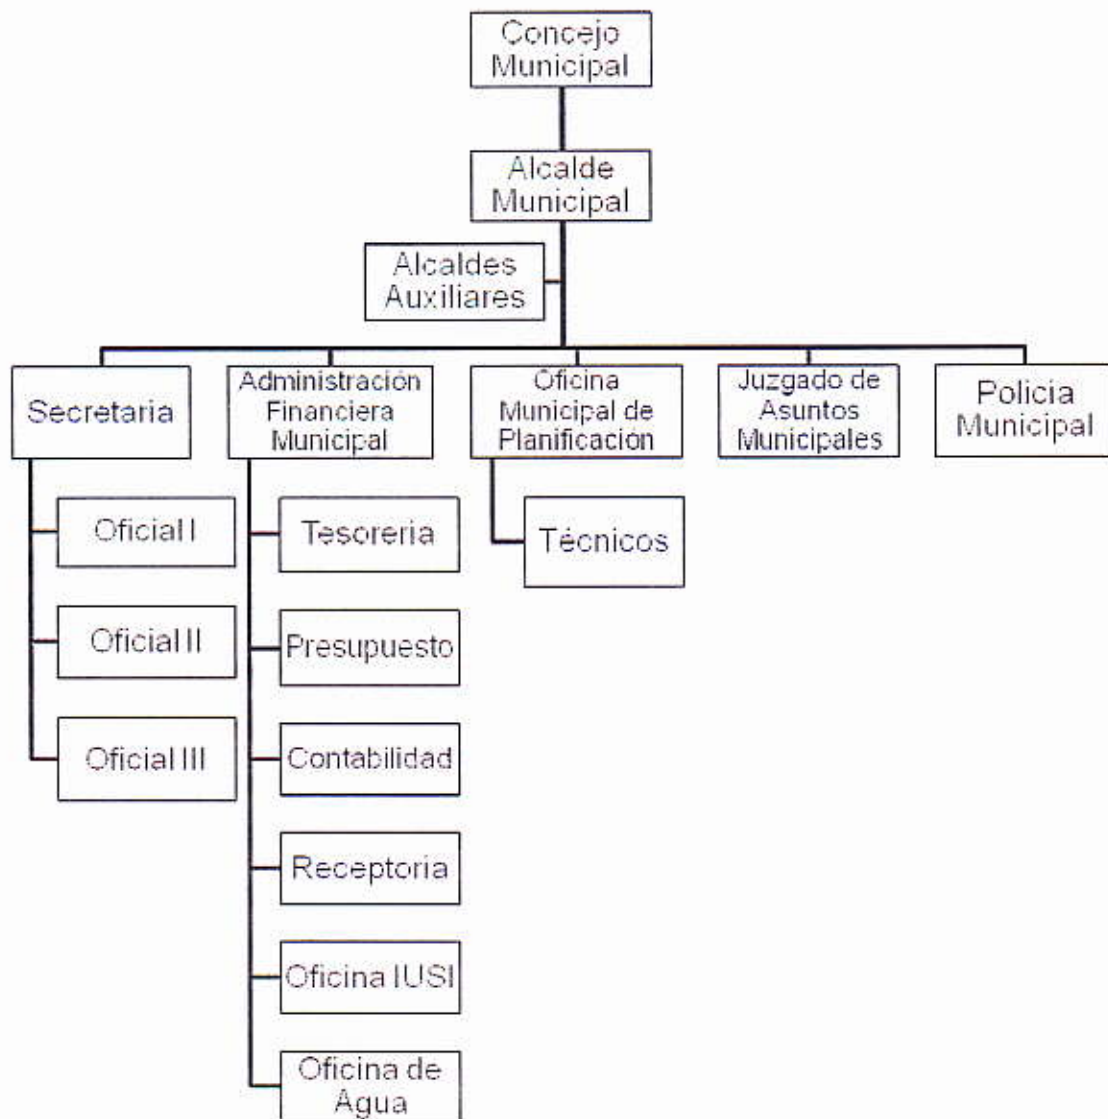 Concejo
Municipal
Alcalde
Municipal
Alcaldes
Auxiliares
Secretaria
Administración
Financiera
Municipal
Oficina
Municipal de
Planificación
Juzgado de
Asuntos
Municipales
Policia
Municipal
Oficial I
Oficial II
Oficial III
Tesoreria
Presupuesto
Contabilidad
Receptoria
Oficina IUSI
Oficina de
Agua
Técnicos